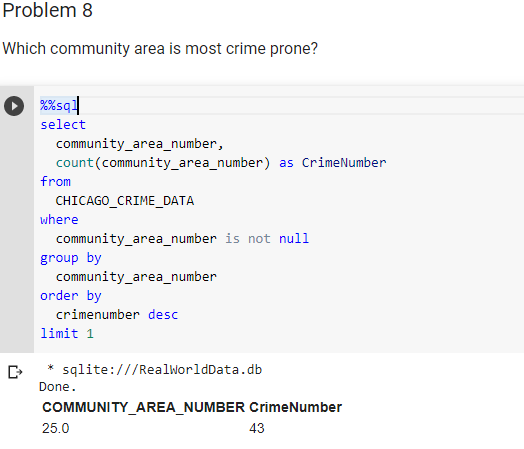 Problem 8
Which community area is most crime prone?
%%sql
select
community_area_number,
count(community_area_number) as CrimeNumber
from
CHICAGO_CRIME_DATA
where
community_area_number is not null
group by
community_area_number
order by
crimenumber desc
limit 1
* sqlite:///RealWorldData.db
Done.
COMMUNITY_AREA_NUMBER CrimeNumber
25.0 43